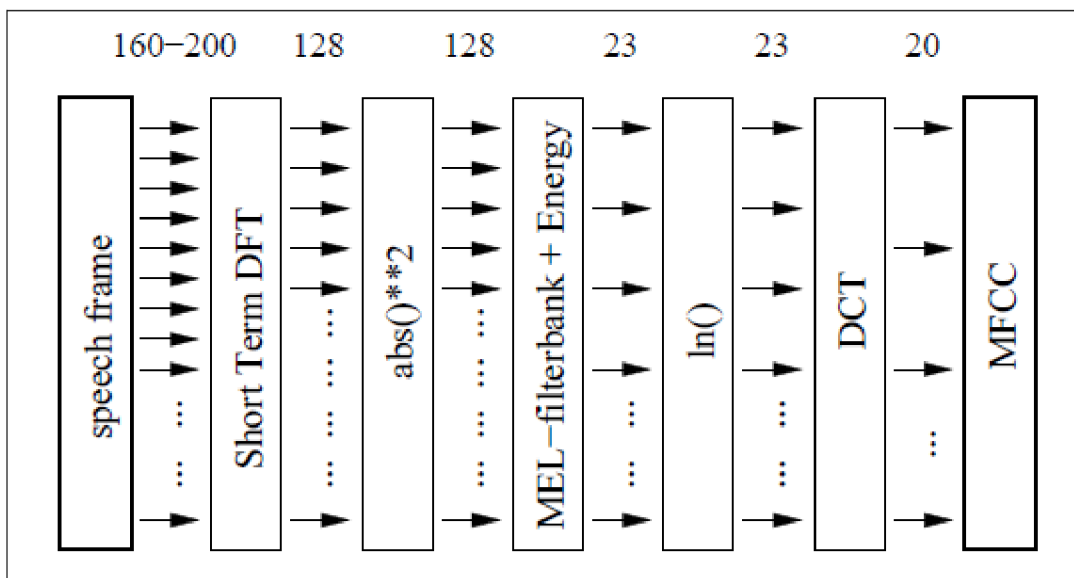 160−200 128 128 23 23 20
speech frame
Short Term DFT
abs()**2
MEL−filterbank + Energy
ln()
DCT
MFCC
... ... ... ... ...
... ... ... ... ... ...
... ... ... ... ...